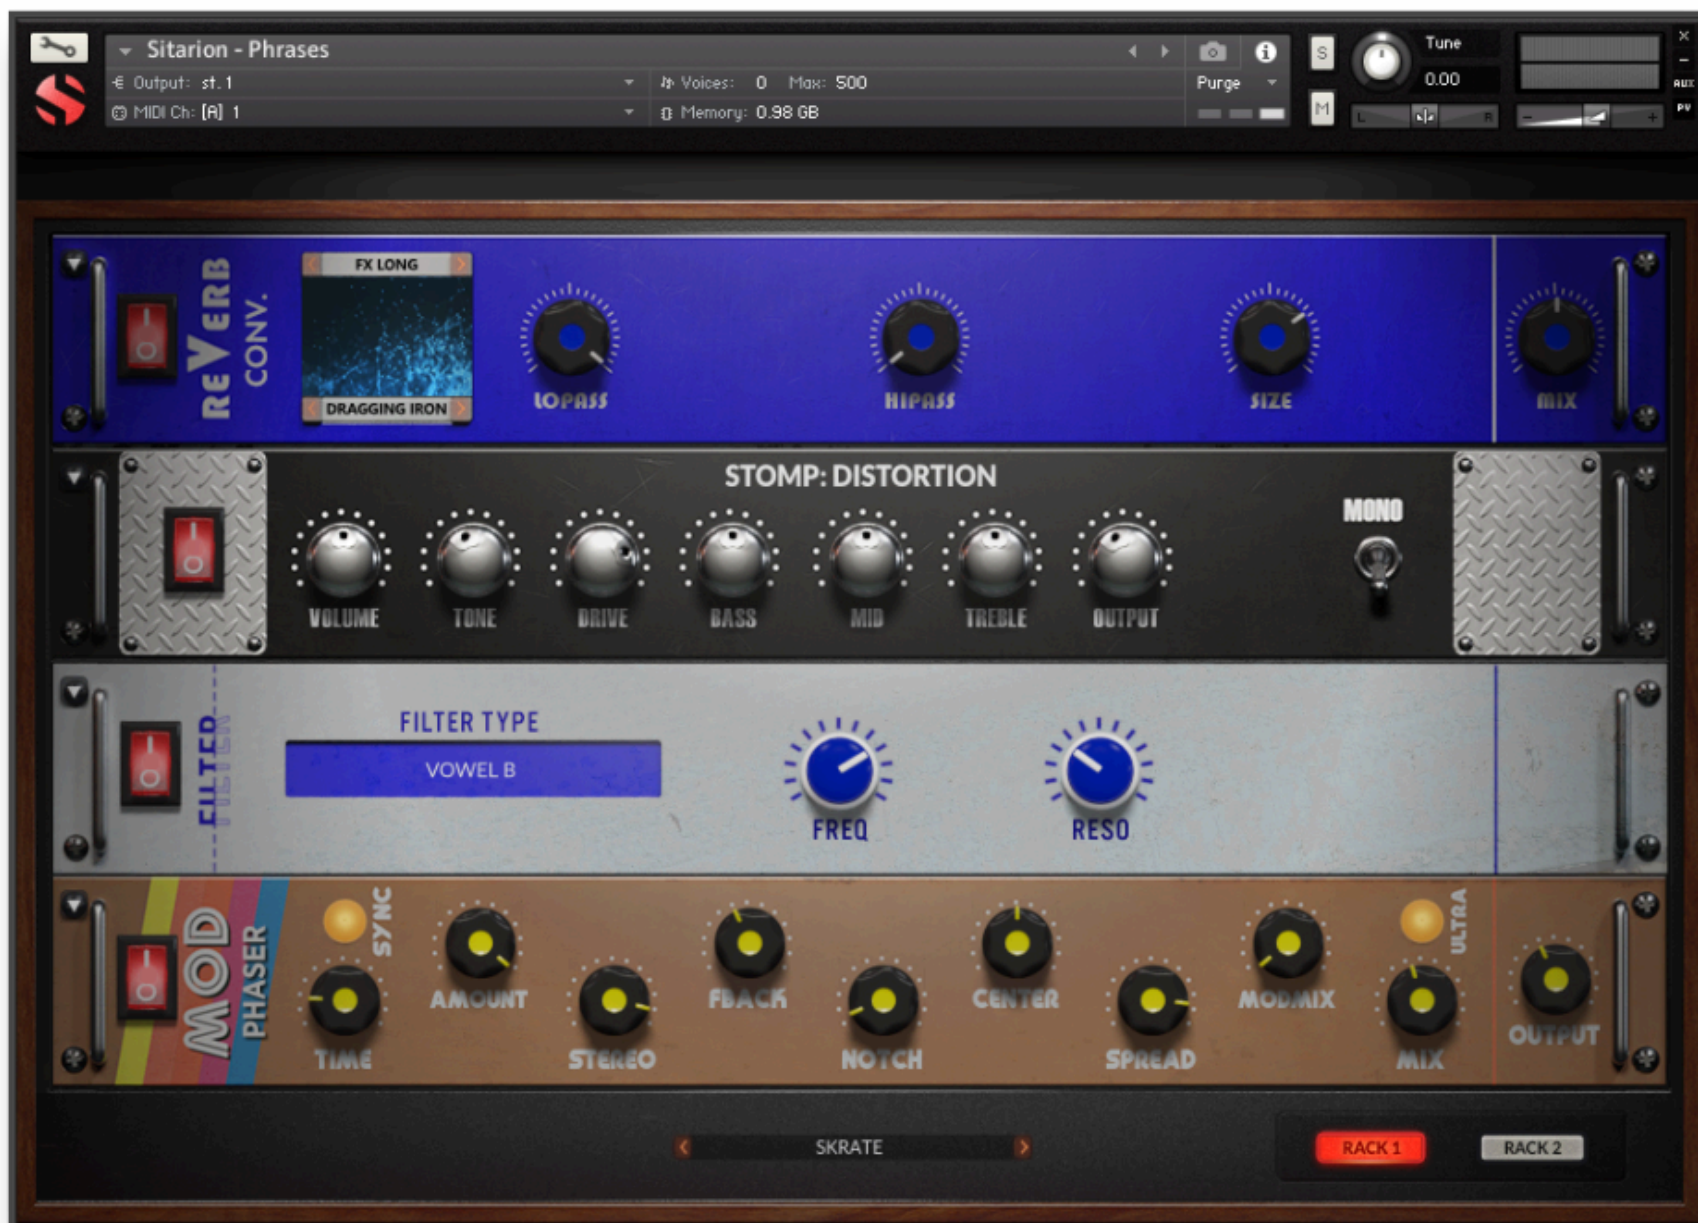 Sitarion - Phrases
Output: st. 1
Voices: 0 Max: 500
Purge
MIDI Ch: [A] 1
Memory: 0.98 GB
S
M
Tune
0.00
L R
- +
AUX
PV
REVERB
CONV.
FX LONG
DRAGGING IRON
LOPASS
HIPASS
SIZE
MIX
STOMP: DISTORTION
VOLUME
TONE
DRIVE
BASS
MID
TREBLE
OUTPUT
MONO
FILTER
FILTER TYPE
VOWEL B
FREQ
RESO
MOD
PHASER
SYNC
TIME
AMOUNT
STEREO
FBACK
NOTCH
CENTER
SPREAD
MODMIX
ULTRA
MIX
OUTPUT
SKRATE
RACK 1
RACK 2